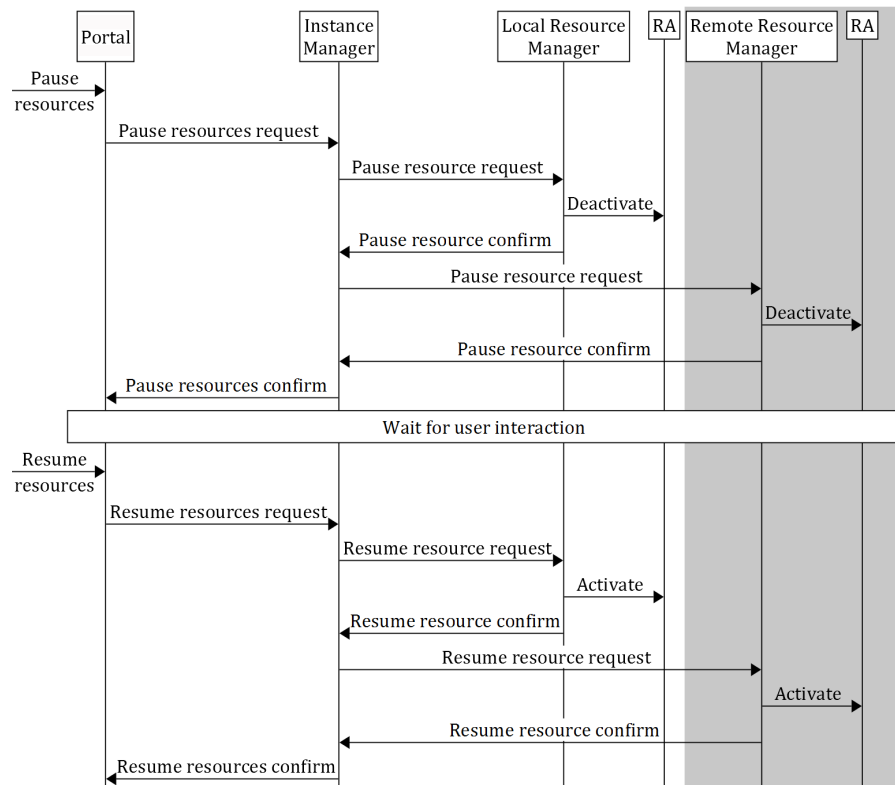 Portal
Instance
Manager
Local Resource
Manager
RA
Remote Resource
Manager
RA
Pause
resources
Pause resources request
Pause resource request
Deactivate
Pause resource confirm
Pause resource request
Deactivate
Pause resource confirm
Pause resources confirm
Wait for user interaction
Resume
resources
Resume resources request
Resume resource request
Activate
Resume resource confirm
Resume resource request
Activate
Resume resource confirm
Resume resources confirm